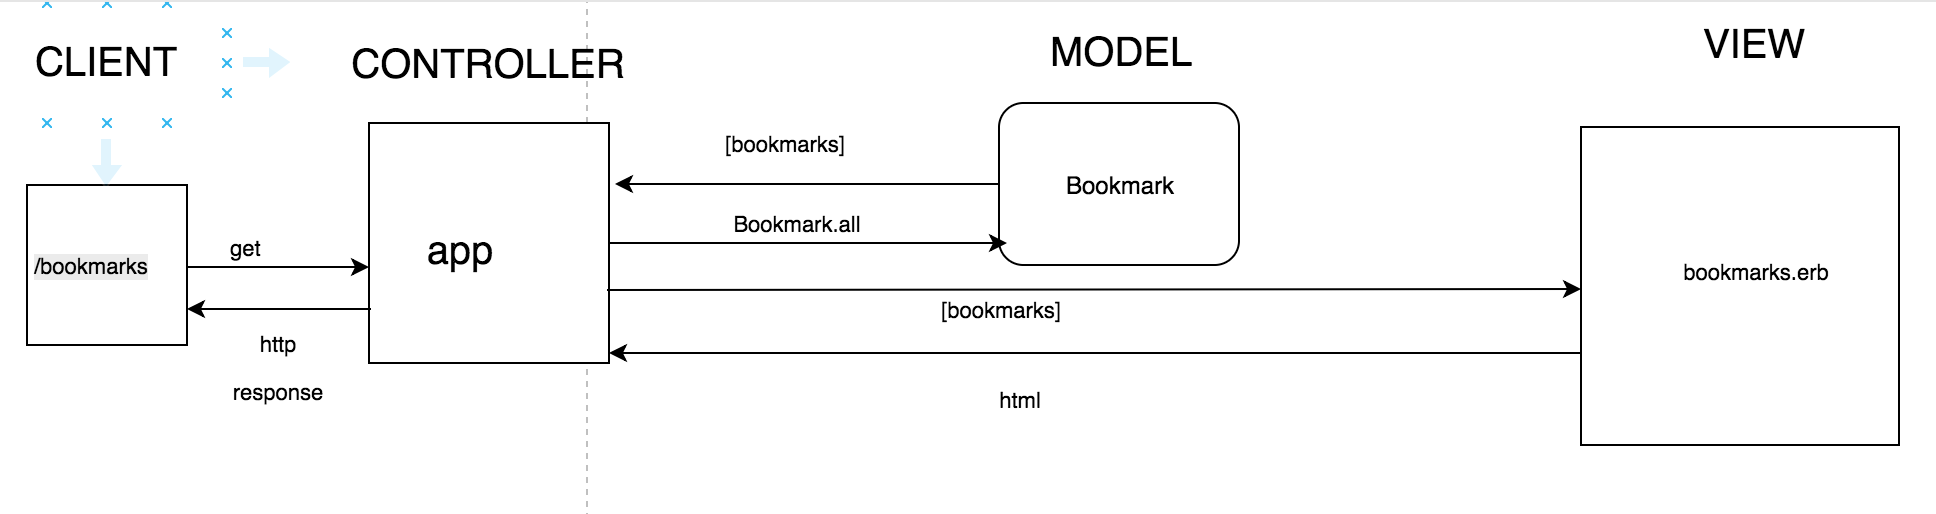 CLIENT
CONTROLLER
MODEL
VIEW
/bookmarks
get
http
response
app
[bookmarks]
Bookmark.all
Bookmark
[bookmarks]
html
bookmarks.erb